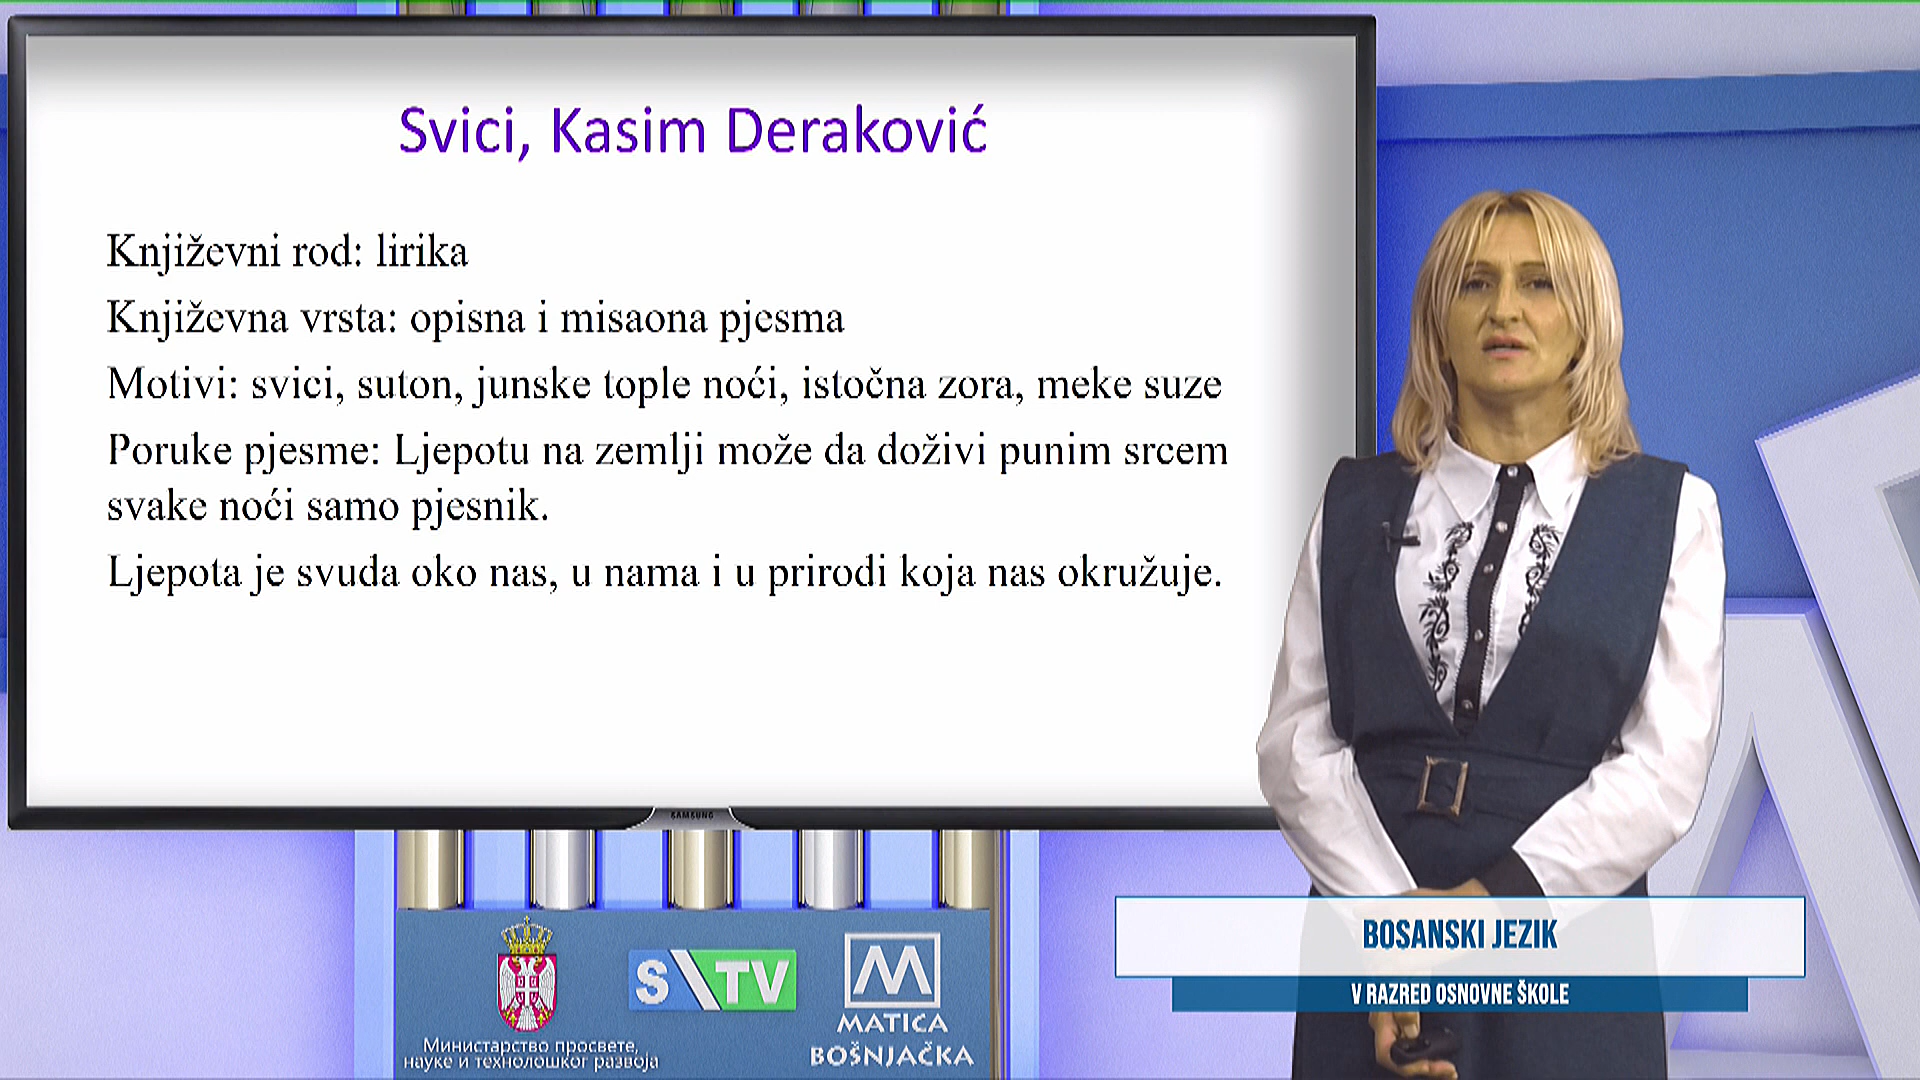 Svici, Kasim Deraković
Književni rod: lirika
Književna vrsta: opisna i misaona pjesma
Motivi: svici, suton, junske tople noći, istočna zora, meke suze
Poruke pjesme: Ljepotu na zemlji može da doživi punim srcem
svake noći samo pjesnik.
Ljepota je svuda oko nas, u nama i u prirodi koja nas okružuje.
SAMSUNG
Министарство просвете,
науке и технолошког развоја
S TV
MATICA
BOŠNJAČKA
BOSANSKI JEZIK
V RAZRED OSNOVNE ŠKOLE